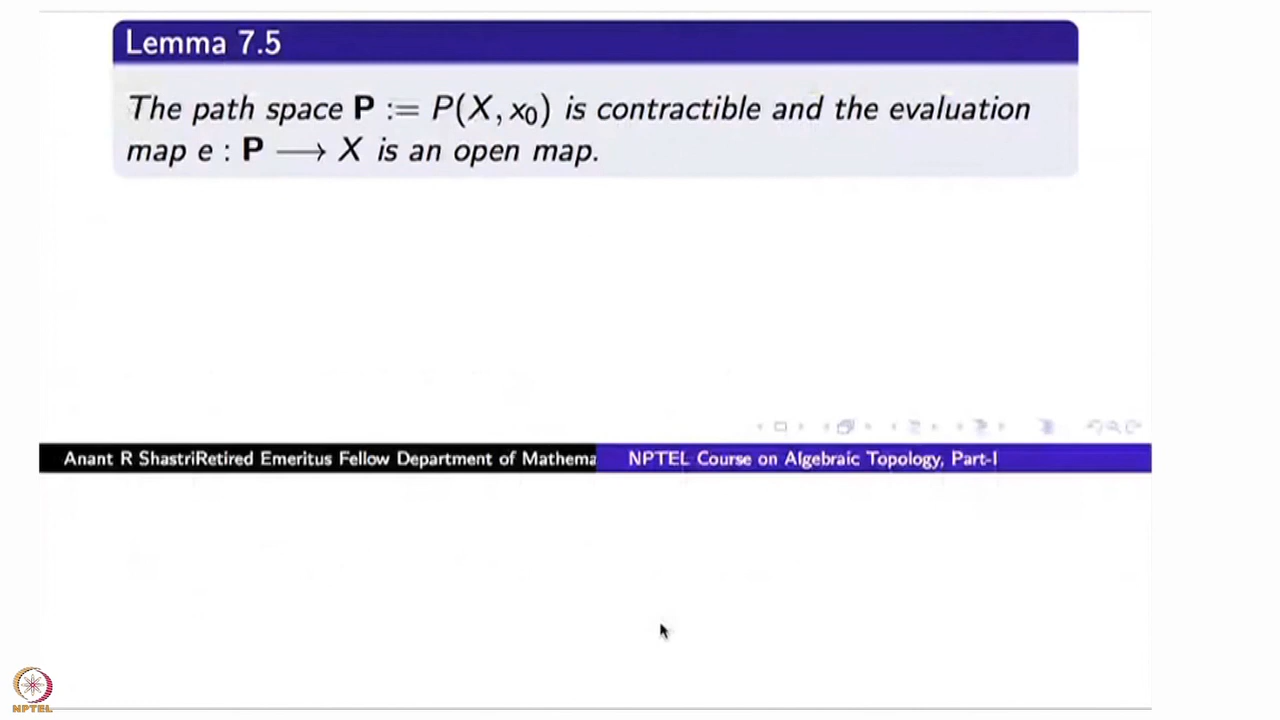 Lemma 7.5
The path space P := P(X, x₀) is contractible and the evaluation
map e : P ⟶ X is an open map.
Anant R ShastriRetired Emeritus Fellow Department of Mathema
NPTEL Course on Algebraic Topology, Part-I
NPTEL